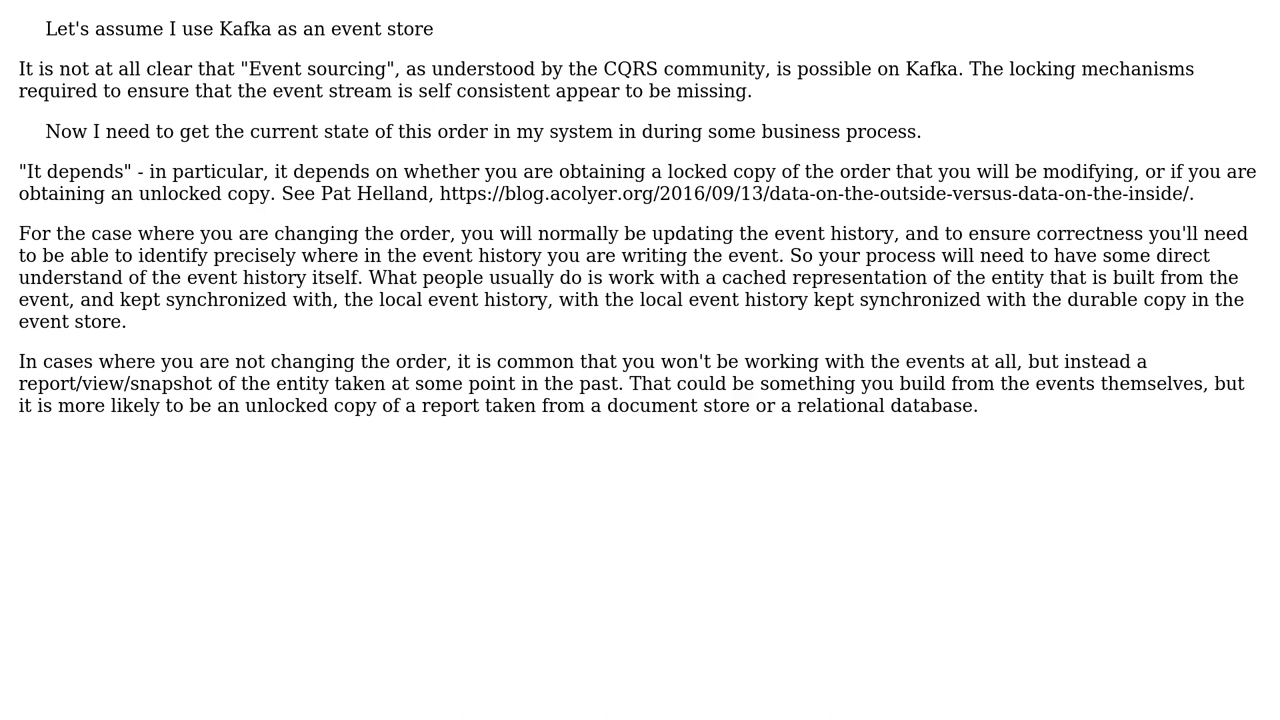 Let's assume I use Kafka as an event store
It is not at all clear that "Event sourcing", as understood by the CQRS community, is possible on Kafka. The locking mechanisms
required to ensure that the event stream is self consistent appear to be missing.
Now I need to get the current state of this order in my system in during some business process.
"It depends" - in particular, it depends on whether you are obtaining a locked copy of the order that you will be modifying, or if you are
obtaining an unlocked copy. See Pat Helland, https://blog.acolyer.org/2016/09/13/data-on-the-outside-versus-data-on-the-inside/.
For the case where you are changing the order, you will normally be updating the event history, and to ensure correctness you'll need
to be able to identify precisely where in the event history you are writing the event. So your process will need to have some direct
understand of the event history itself. What people usually do is work with a cached representation of the entity that is built from the
event, and kept synchronized with, the local event history, with the local event history kept synchronized with the durable copy in the
event store.
In cases where you are not changing the order, it is common that you won't be working with the events at all, but instead a
report/view/snapshot of the entity taken at some point in the past. That could be something you build from the events themselves, but
it is more likely to be an unlocked copy of a report taken from a document store or a relational database.